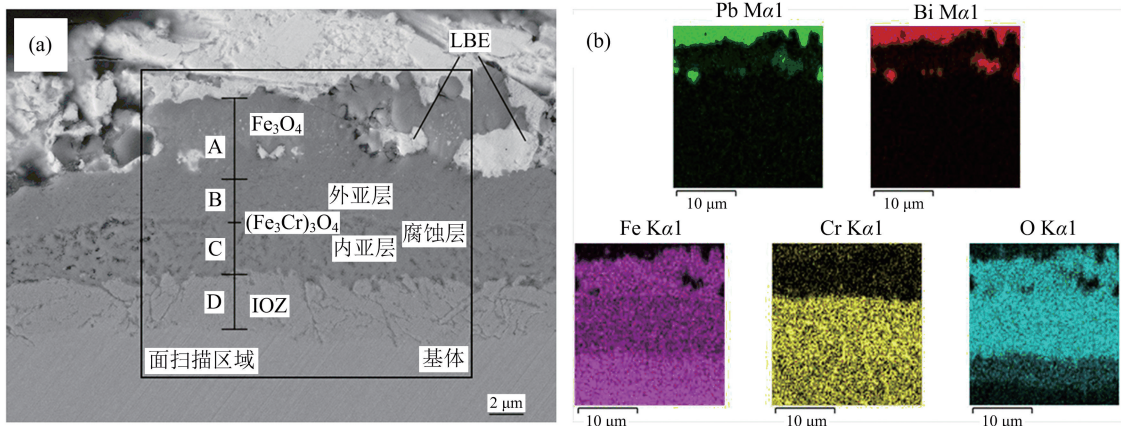 (a)
LBE
Fe₃O₄
A
B
外亚层
(Fe₃Cr)₃O₄
腐蚀层
C
内亚层
D
IOZ
面扫描区域
基体
2 μm
(b)
Pb Mα1
Bi Mα1
10 μm
10 μm
Fe Kα1
Cr Kα1
O Kα1
10 μm
10 μm
10 μm